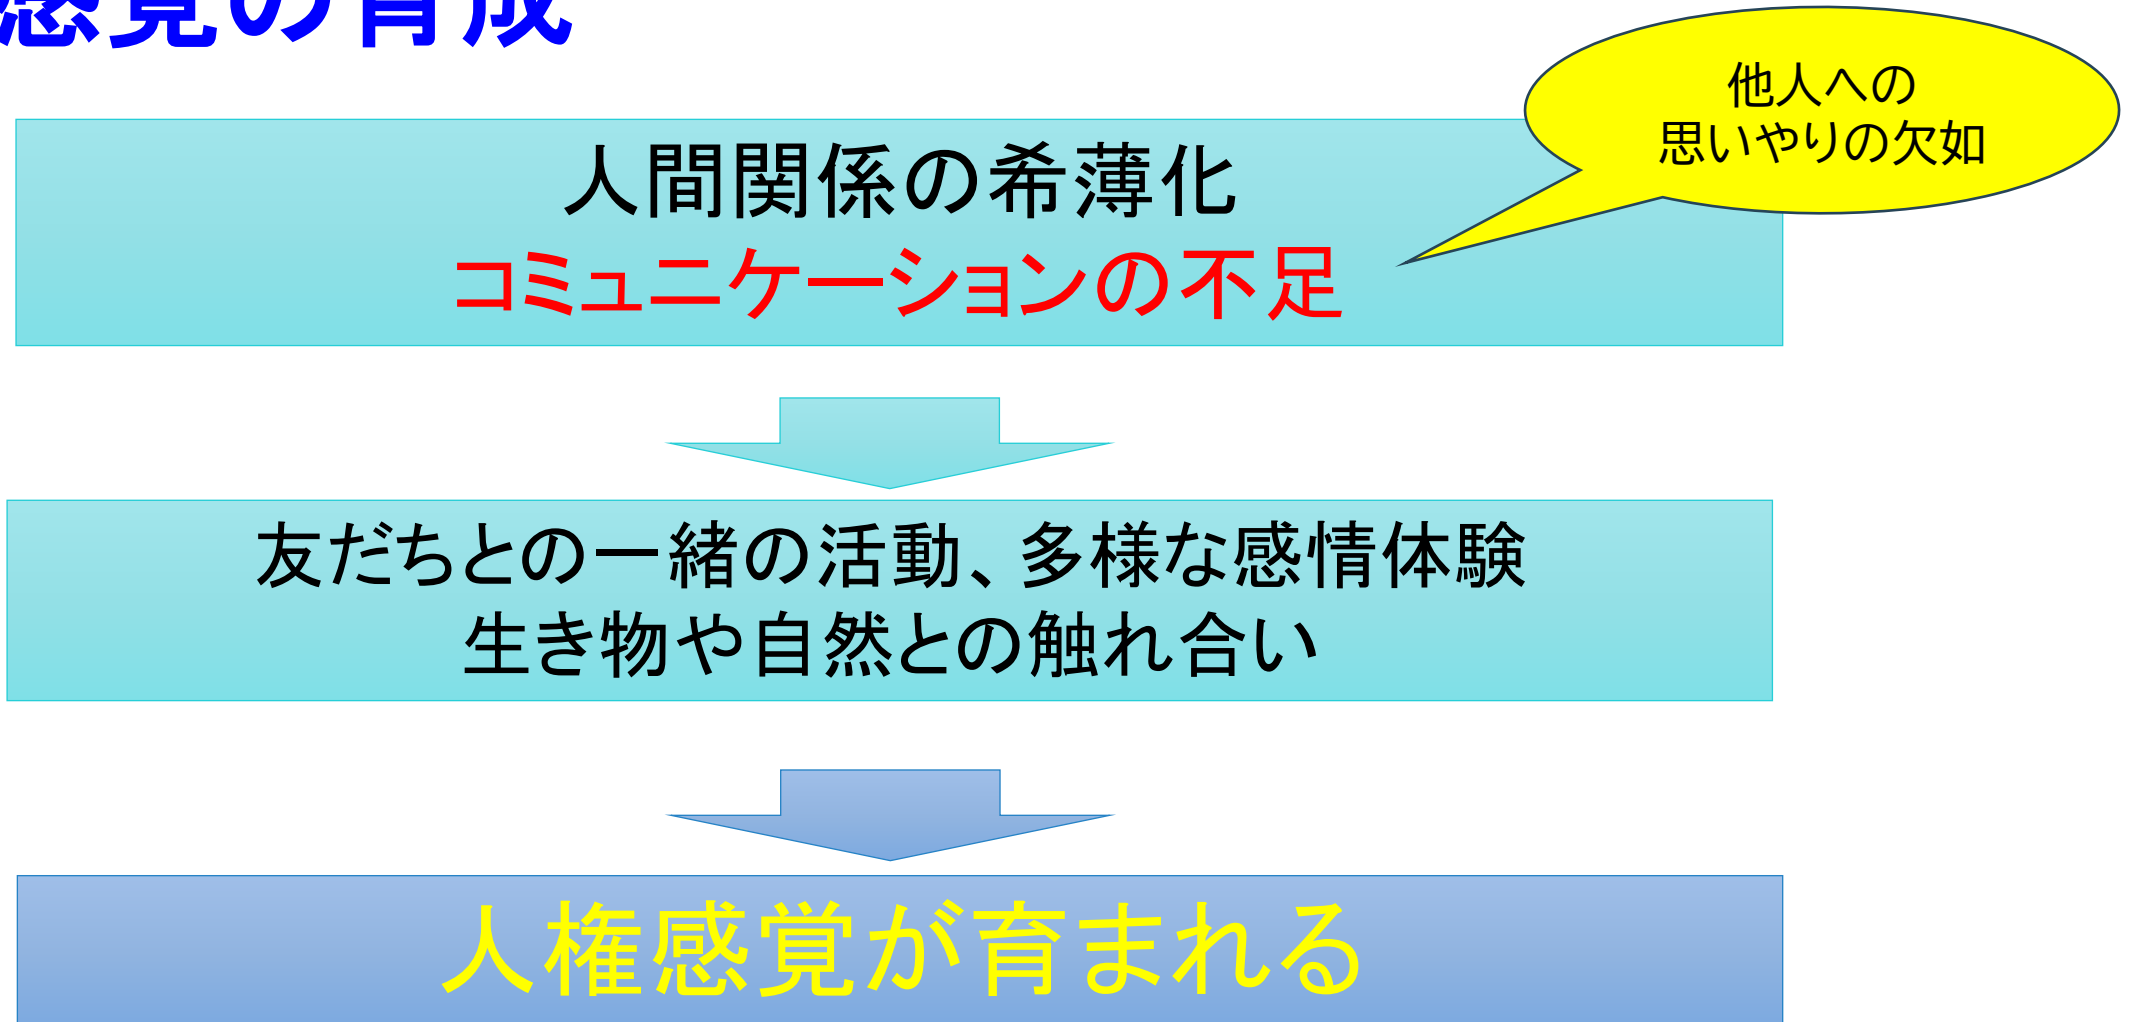 感覚の育成
他人への
思いやりの欠如
人間関係の希薄化
コミュニケーションの不足
友だちとの一緒の活動、多様な感情体験
生き物や自然との触れ合い
人権感覚が育まれる